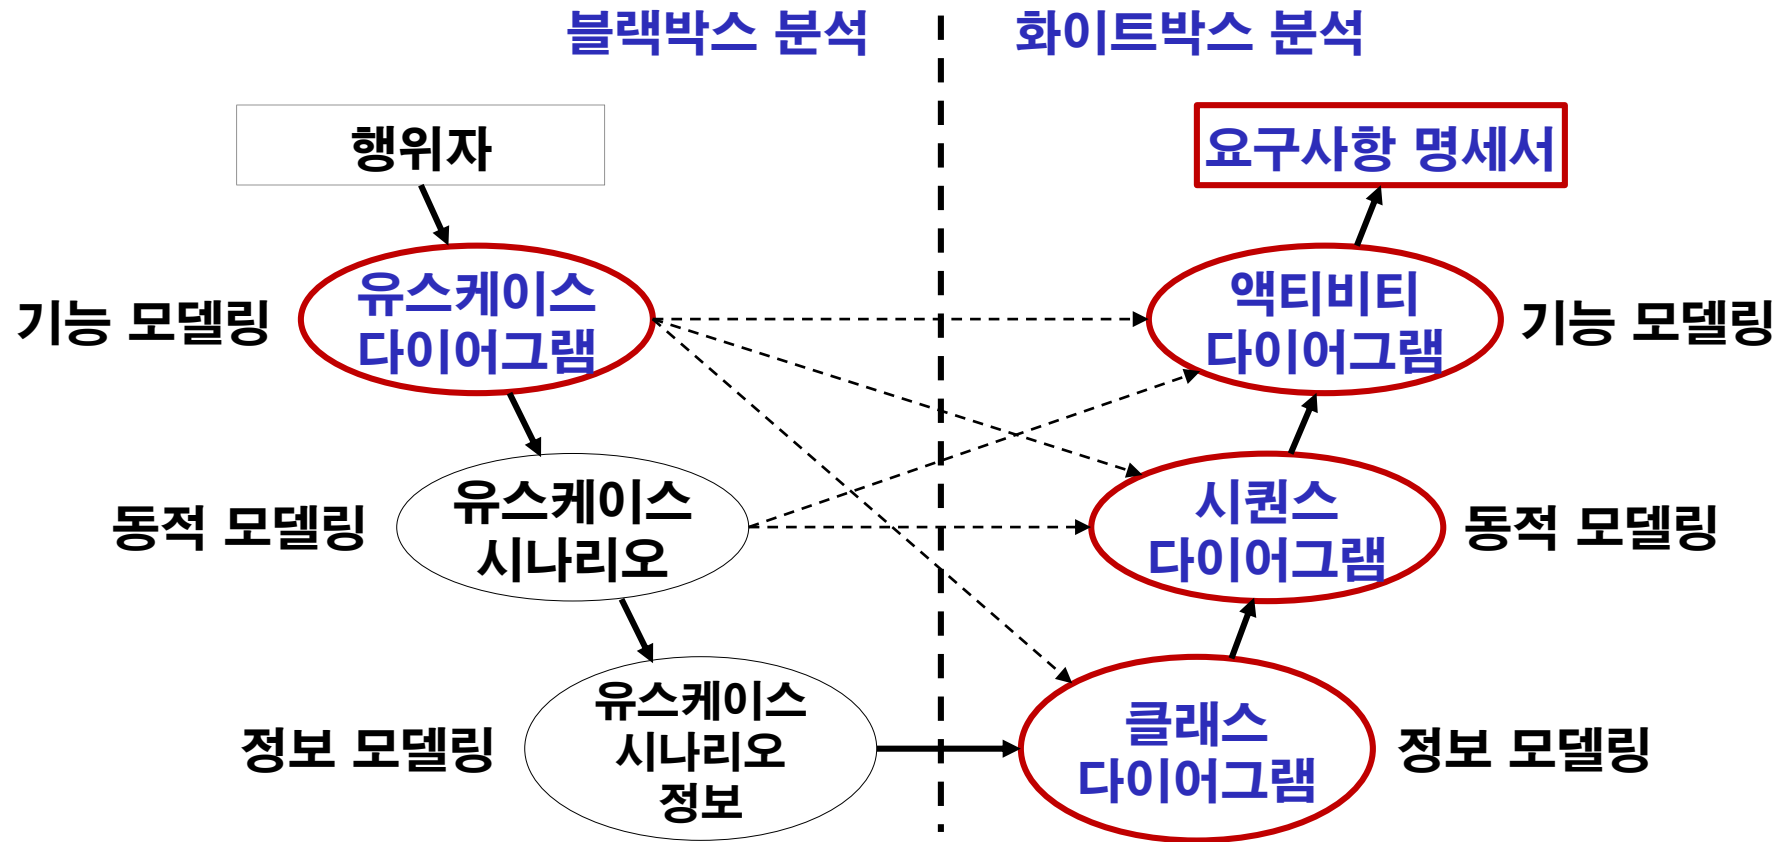 블랙박스 분석
화이트박스 분석
행위자
요구사항 명세서
기능 모델링
유스케이스
다이어그램
액티비티
다이어그램
기능 모델링
동적 모델링
유스케이스
시나리오
시퀀스
다이어그램
동적 모델링
정보 모델링
유스케이스
시나리오
정보
클래스
다이어그램
정보 모델링